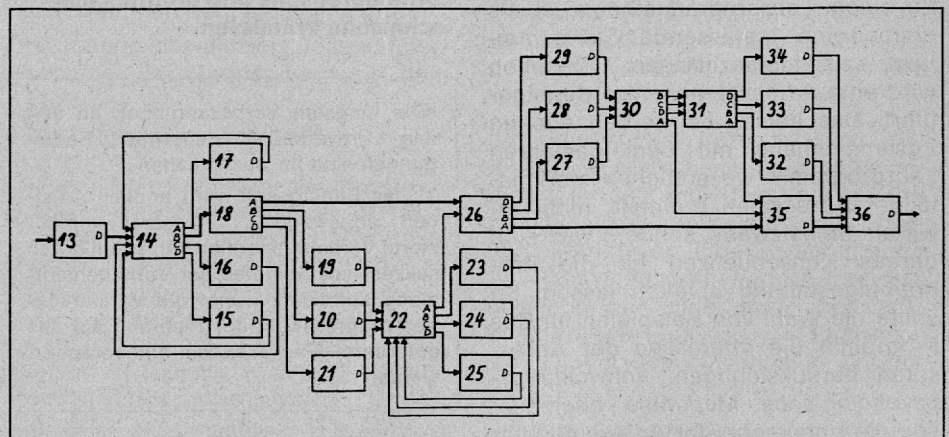 29 D
34 D
28 D
30 D C B A
31 D C B A
33 D
27 D
32 D
17 D
18 A B C D
26 D C B A
35 D
36 D
13 D
14 A B C D
16 D
19 D
23 D
15 D
20 D
22 A B C D
24 D
21 D
25 D